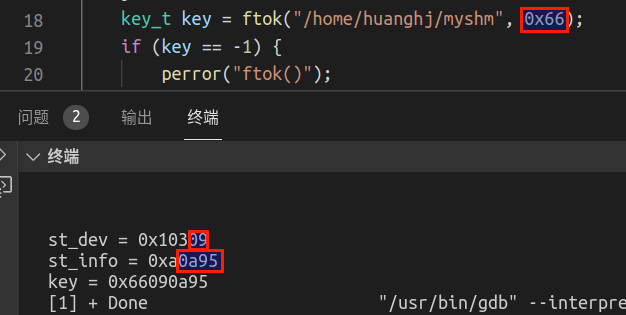 18 key_t key = ftok("/home/huanghj/myshm", 0x66);
19 if (key == -1) {
20 perror("ftok()");
问题 2 输出 终端
终端
st_dev = 0x10309
st_info = 0xa0a95
key = 0x66090a95
[1] + Done "/usr/bin/gdb" --interpre